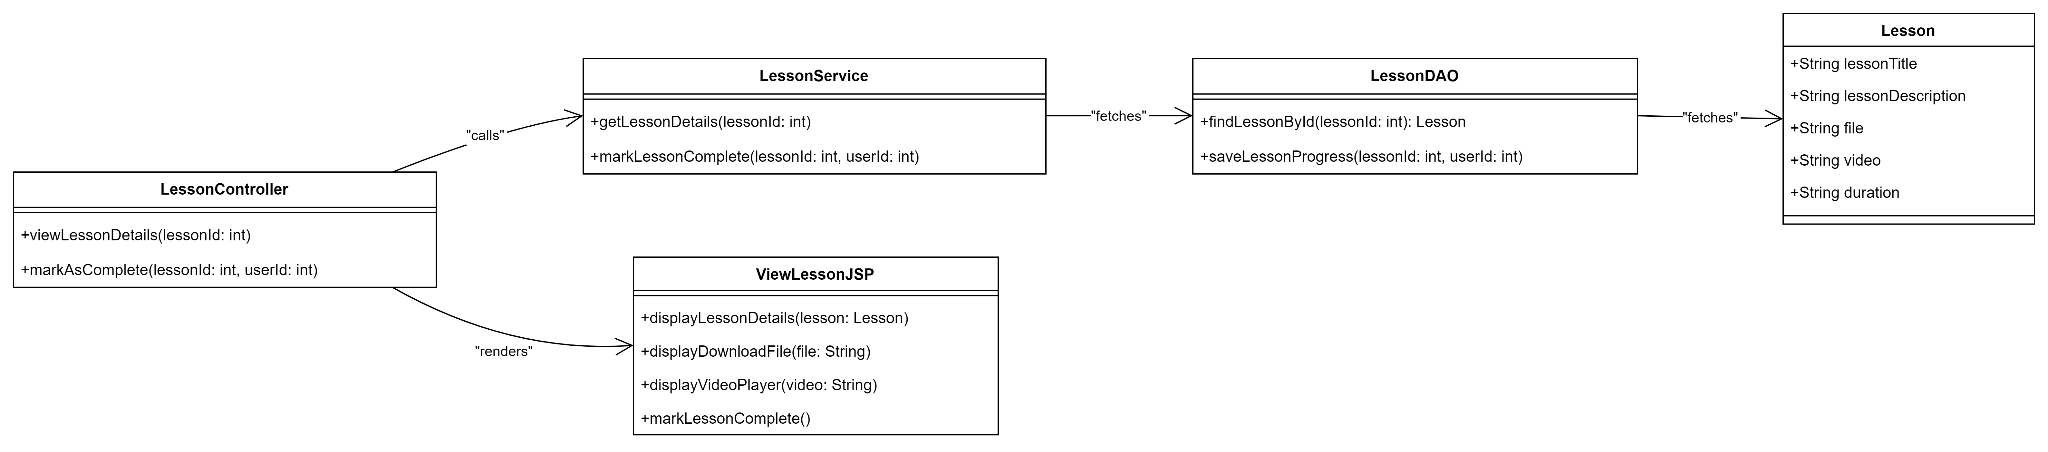 LessonController
+viewLessonDetails(lessonId: int)
+markAsComplete(lessonId: int, userId: int)
"calls"
"renders"
LessonService
+getLessonDetails(lessonId: int)
+markLessonComplete(lessonId: int, userId: int)
ViewLessonJSP
+displayLessonDetails(lesson: Lesson)
+displayDownloadFile(file: String)
+displayVideoPlayer(video: String)
+markLessonComplete()
"fetches"
LessonDAO
+findLessonById(lessonId: int): Lesson
+saveLessonProgress(lessonId: int, userId: int)
"fetches"
Lesson
+String lessonTitle
+String lessonDescription
+String file
+String video
+String duration